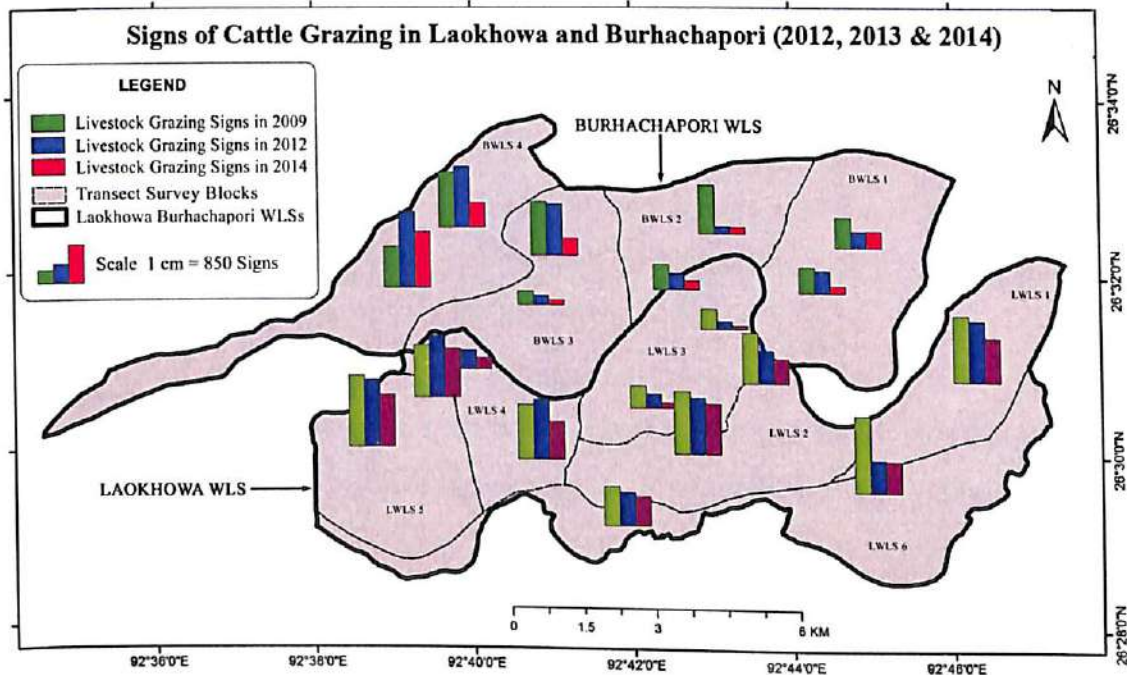 Signs of Cattle Grazing in Laokhowa and Burhachapori (2012, 2013 & 2014)
LEGEND
Livestock Grazing Signs in 2009
Livestock Grazing Signs in 2012
Livestock Grazing Signs in 2014
Transect Survey Blocks
Laokhowa Burhachapori WLSs
Scale 1 cm = 850 Signs
N
BURHACHAPORI WLS
BWLS 4
BWLS 2
BWLS 1
BWLS 3
LWLS 3
LWLS 1
LWLS 4
LWLS 2
LAOKHOWA WLS
LWLS 5
LWLS 6
0 1.5 3 6 KM
92°36'0"E 92°38'0"E 92°40'0"E 92°42'0"E 92°44'0"E 92°46'0"E
26°34'0"N
26°32'0"N
26°30'0"N
26°28'0"N